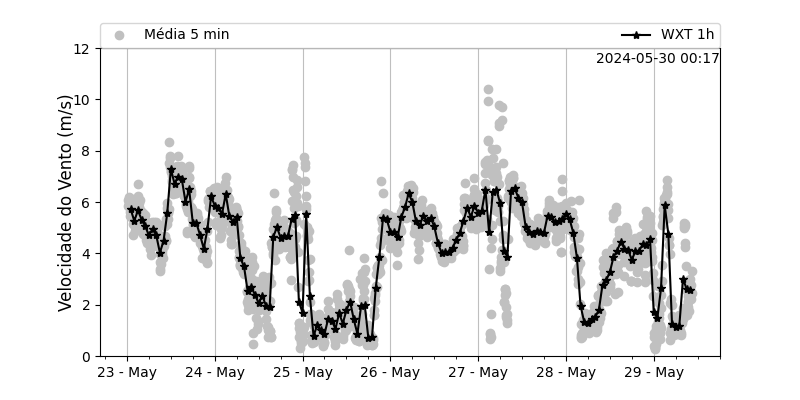 Média 5 min
WXT 1h
2024-05-30 00:17
Velocidade do Vento (m/s)
12
10
8
6
4
2
0
23 - May
24 - May
25 - May
26 - May
27 - May
28 - May
29 - May